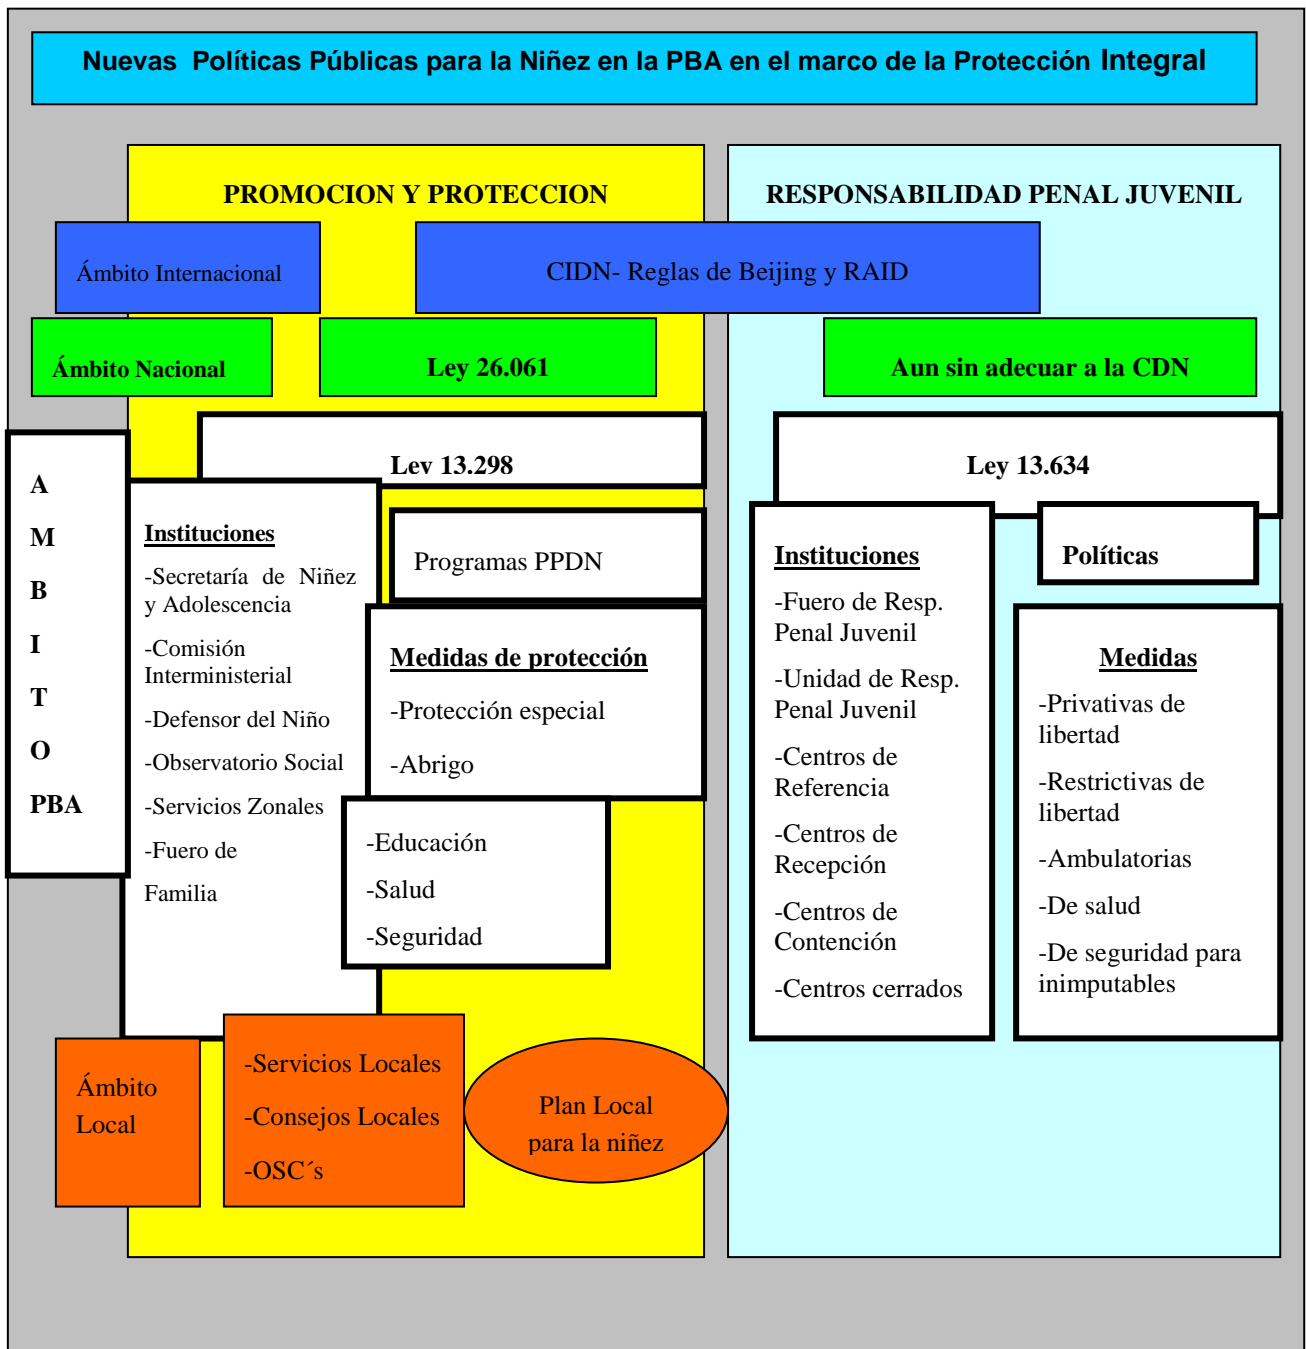 Nuevas Políticas Públicas para la Niñez en la PBA en el marco de la Protección Integral
PROMOCION Y PROTECCION
RESPONSABILIDAD PENAL JUVENIL
Ámbito Internacional
CIDN- Reglas de Beijing y RAID
Ámbito Nacional
Ley 26.061
Aun sin adecuar a la CDN
A
M
B
I
T
O
PBA
Ley 13.298
Instituciones
-Secretaría de Niñez
y Adolescencia
-Comisión
Interministerial
-Defensor del Niño
-Observatorio Social
-Servicios Zonales
-Fuero de
Familia
Programas PPDN
Medidas de protección
-Protección especial
-Abrigo
-Educación
-Salud
-Seguridad
Ley 13.634
Instituciones
-Fuero de Resp.
Penal Juvenil
-Unidad de Resp.
Penal Juvenil
-Centros de
Referencia
-Centros de
Recepción
-Centros de
Contención
-Centros cerrados
Políticas
Medidas
-Privativas de
libertad
-Restrictivas de
libertad
-Ambulatorias
-De salud
-De seguridad para
inimputables
Ámbito
Local
-Servicios Locales
-Consejos Locales
-OSC´s
Plan Local
para la niñez